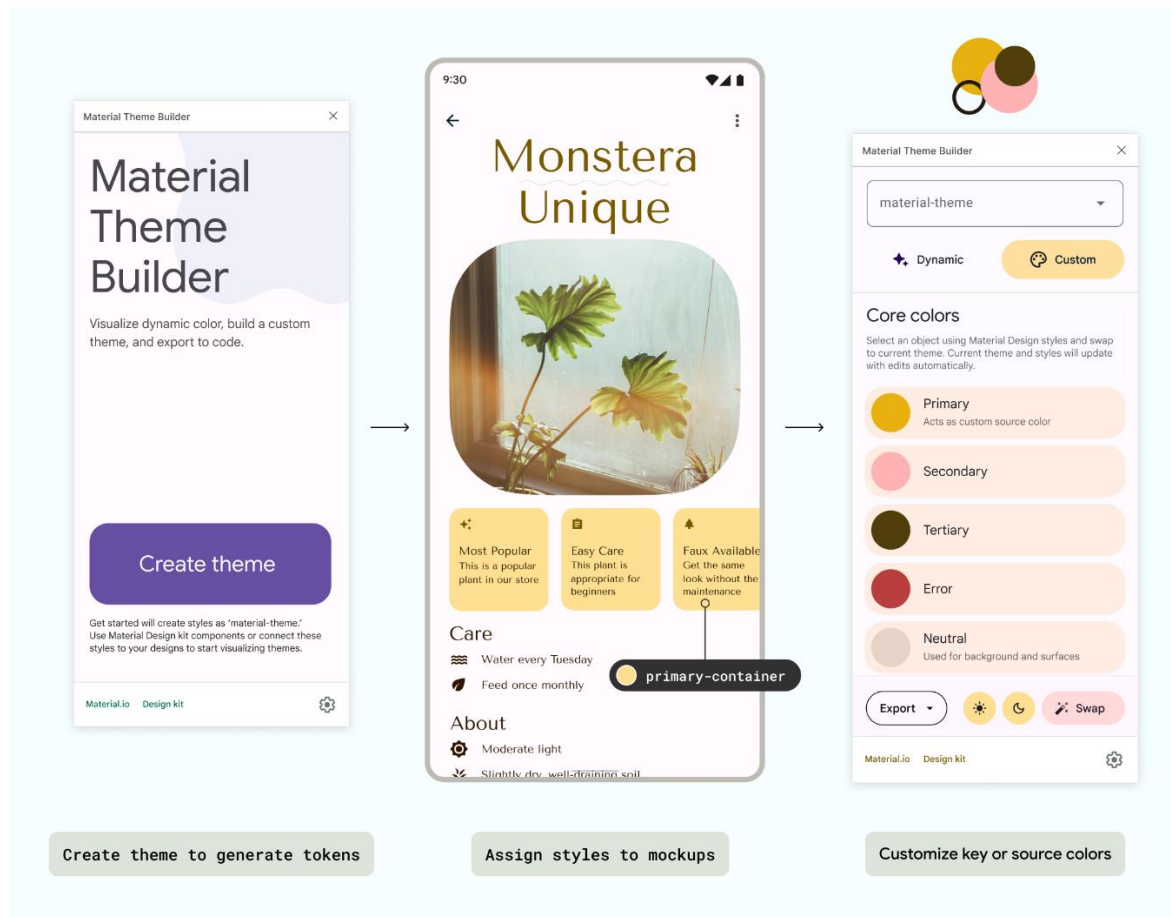 Material Theme Builder
Material
Theme
Builder
Visualize dynamic color, build a custom
theme, and export to code.
Create theme
Get started will create styles as ‘material-theme.’
Use Material Design kit components or connect these
styles to your designs to start visualizing themes.
Material.io Design kit
Create theme to generate tokens
9:30
Monstera
Unique
Most Popular
This is a popular
plant in our store
Easy Care
This plant is
appropriate for
beginners
Faux Available
Get the same
look without the
maintenance
primary-container
Care
Water every Tuesday
Feed once monthly
About
Moderate light
Slightly dry, well-draining soil
Assign styles to mockups
Material Theme Builder
material-theme
Dynamic
Custom
Core colors
Select an object using Material Design styles and swap
to current theme. Current theme and styles will update
with edits automatically.
Primary
Acts as custom source color
Secondary
Tertiary
Error
Neutral
Used for background and surfaces
Export
Swap
Material.io Design kit
Customize key or source colors